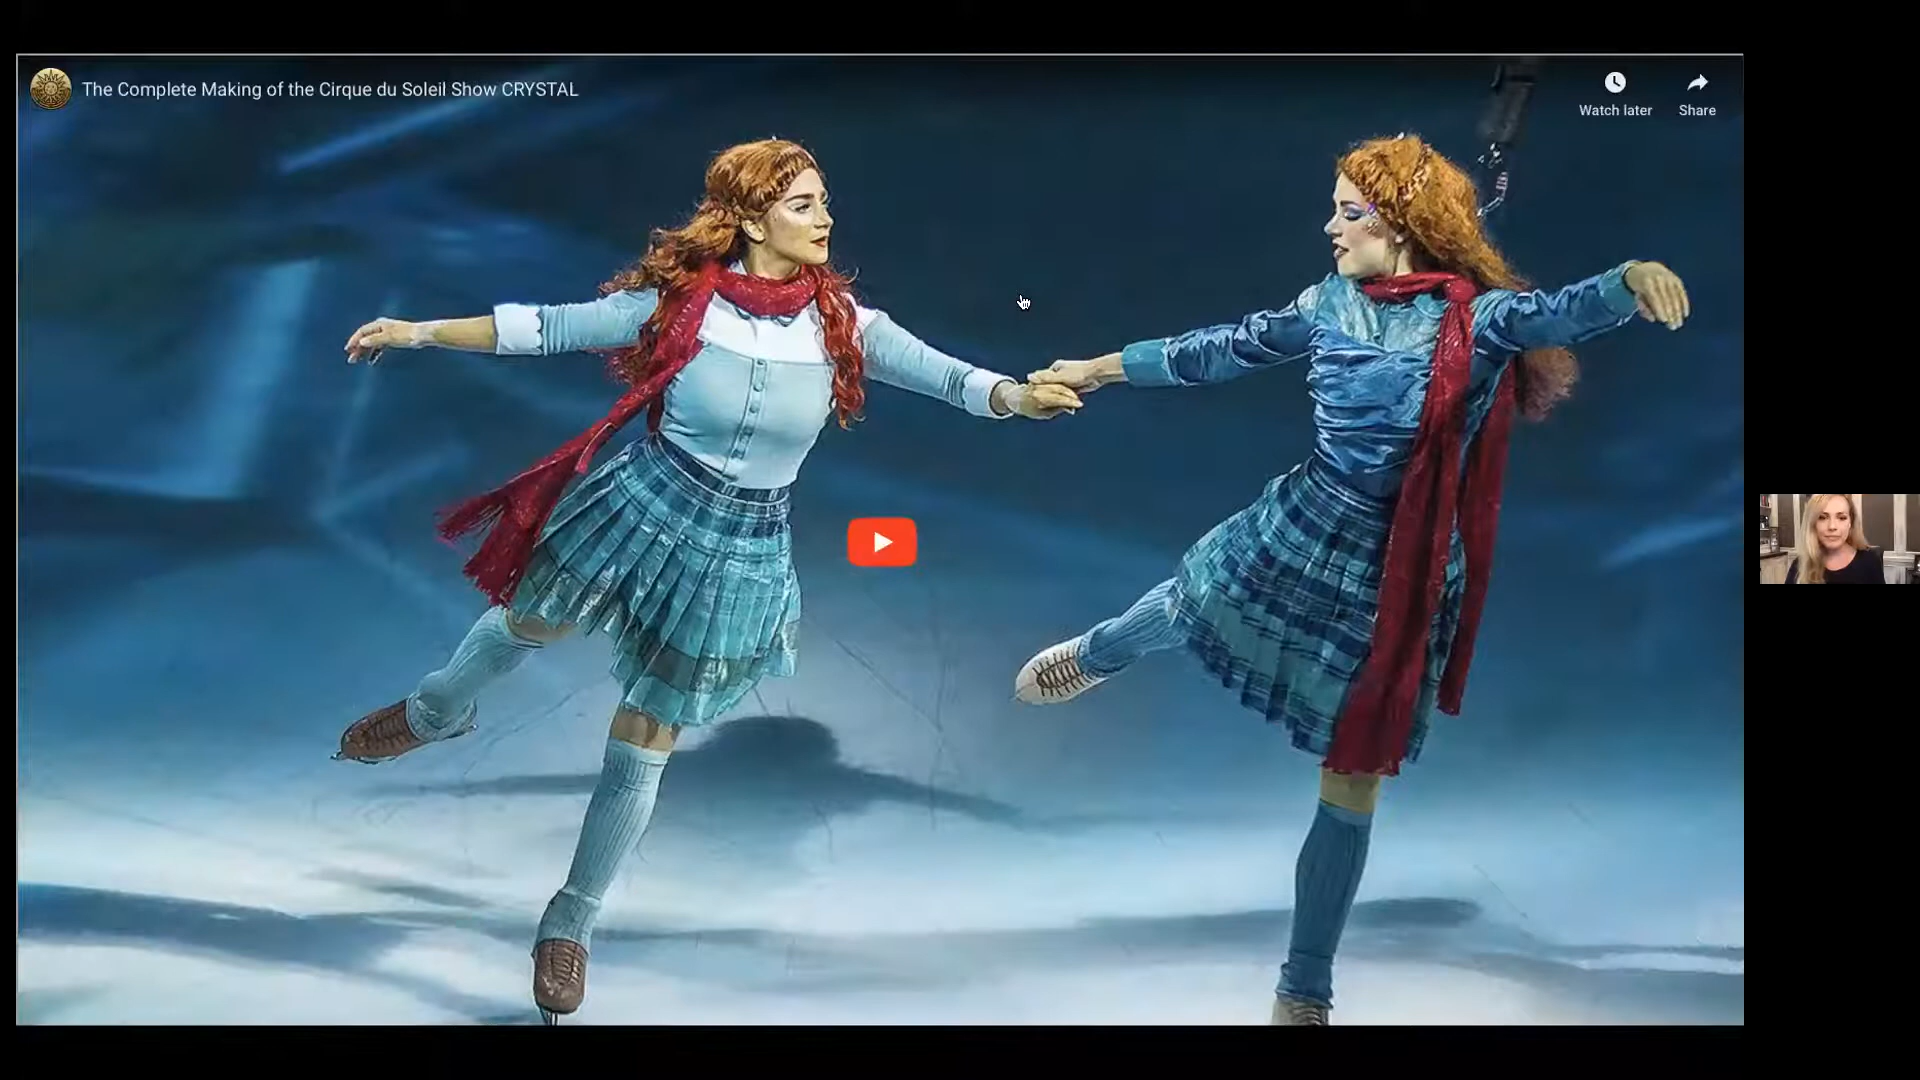 The Complete Making of the Cirque du Soleil Show CRYSTAL
Watch later
Share